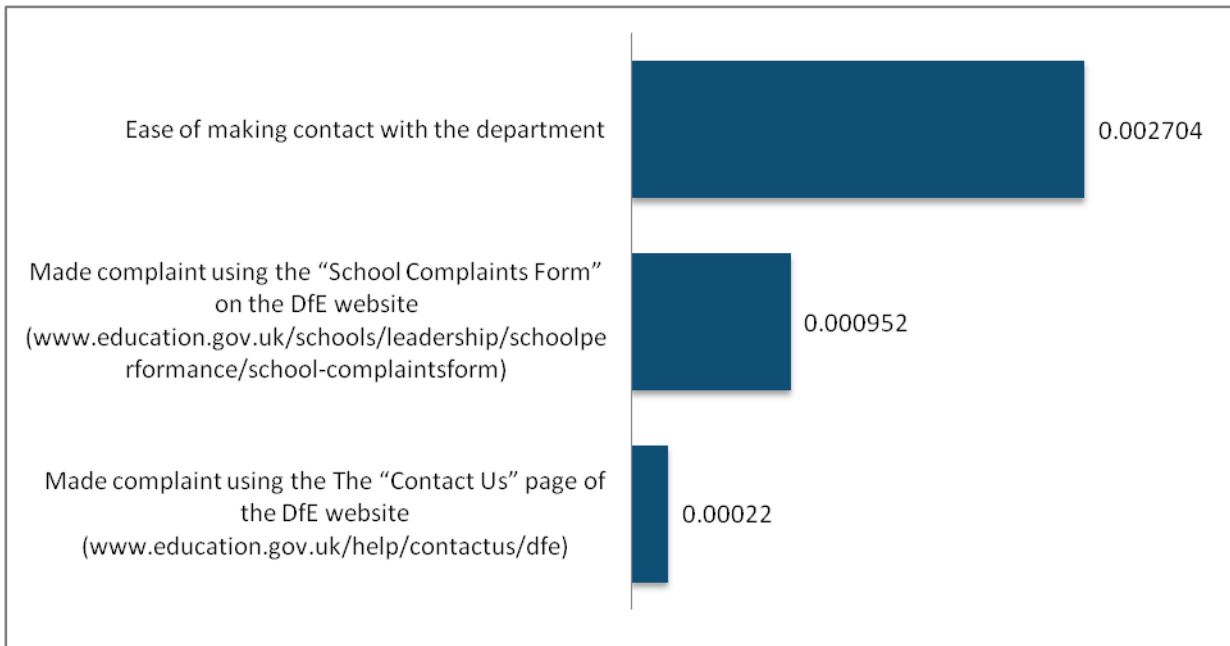 Ease of making contact with the department
0.002704
Made complaint using the “School Complaints Form”
on the DfE website
(www.education.gov.uk/schools/leadership/schoolpe
rformance/school-complaintsform)
0.000952
Made complaint using the The “Contact Us” page of
the DfE website
(www.education.gov.uk/help/contactus/dfe)
0.00022